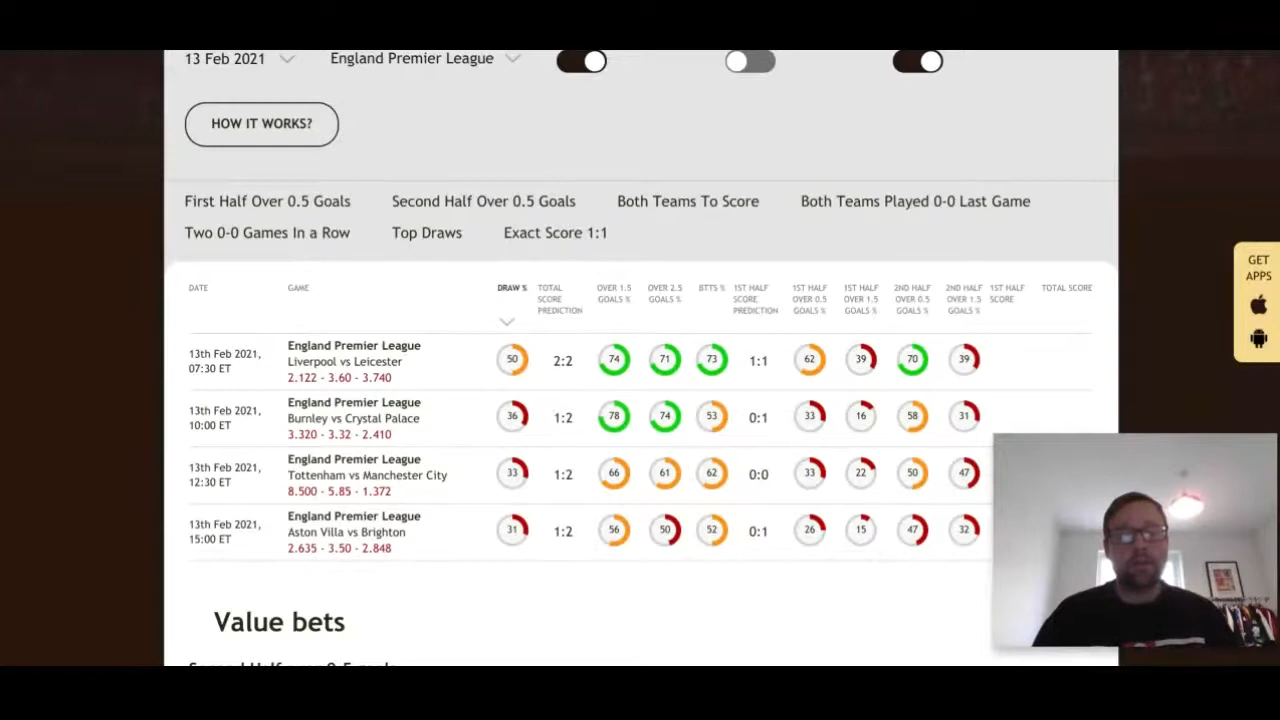 13 Feb 2021
England Premier League
HOW IT WORKS?
First Half Over 0.5 Goals
Second Half Over 0.5 Goals
Both Teams To Score
Both Teams Played 0-0 Last Game
Two 0-0 Games In a Row
Top Draws
Exact Score 1:1
DATE
GAME
DRAW %
TOTAL
SCORE
PREDICTION
OVER 1.5
GOALS %
OVER 2.5
GOALS %
BTTS %
1ST HALF
SCORE
PREDICTION
1ST HALF
OVER 0.5
GOALS %
1ST HALF
OVER 1.5
GOALS %
2ND HALF
OVER 0.5
GOALS %
2ND HALF
OVER 1.5
GOALS %
1ST HALF
SCORE
TOTAL SCORE
13th Feb 2021,
07:30 ET
England Premier League
Liverpool vs Leicester
2.122 - 3.60 - 3.740
50
2:2
74
71
73
1:1
62
39
70
39
13th Feb 2021,
10:00 ET
England Premier League
Burnley vs Crystal Palace
3.320 - 3.32 - 2.410
36
1:2
78
74
53
0:1
33
16
58
31
13th Feb 2021,
12:30 ET
England Premier League
Tottenham vs Manchester City
8.500 - 5.85 - 1.372
33
1:2
66
61
62
0:0
33
22
50
47
13th Feb 2021,
15:00 ET
England Premier League
Aston Villa vs Brighton
2.635 - 3.50 - 2.848
31
1:2
56
50
52
0:1
26
15
47
32
Value bets
Second Half over 0.5 goals
GET
APPS